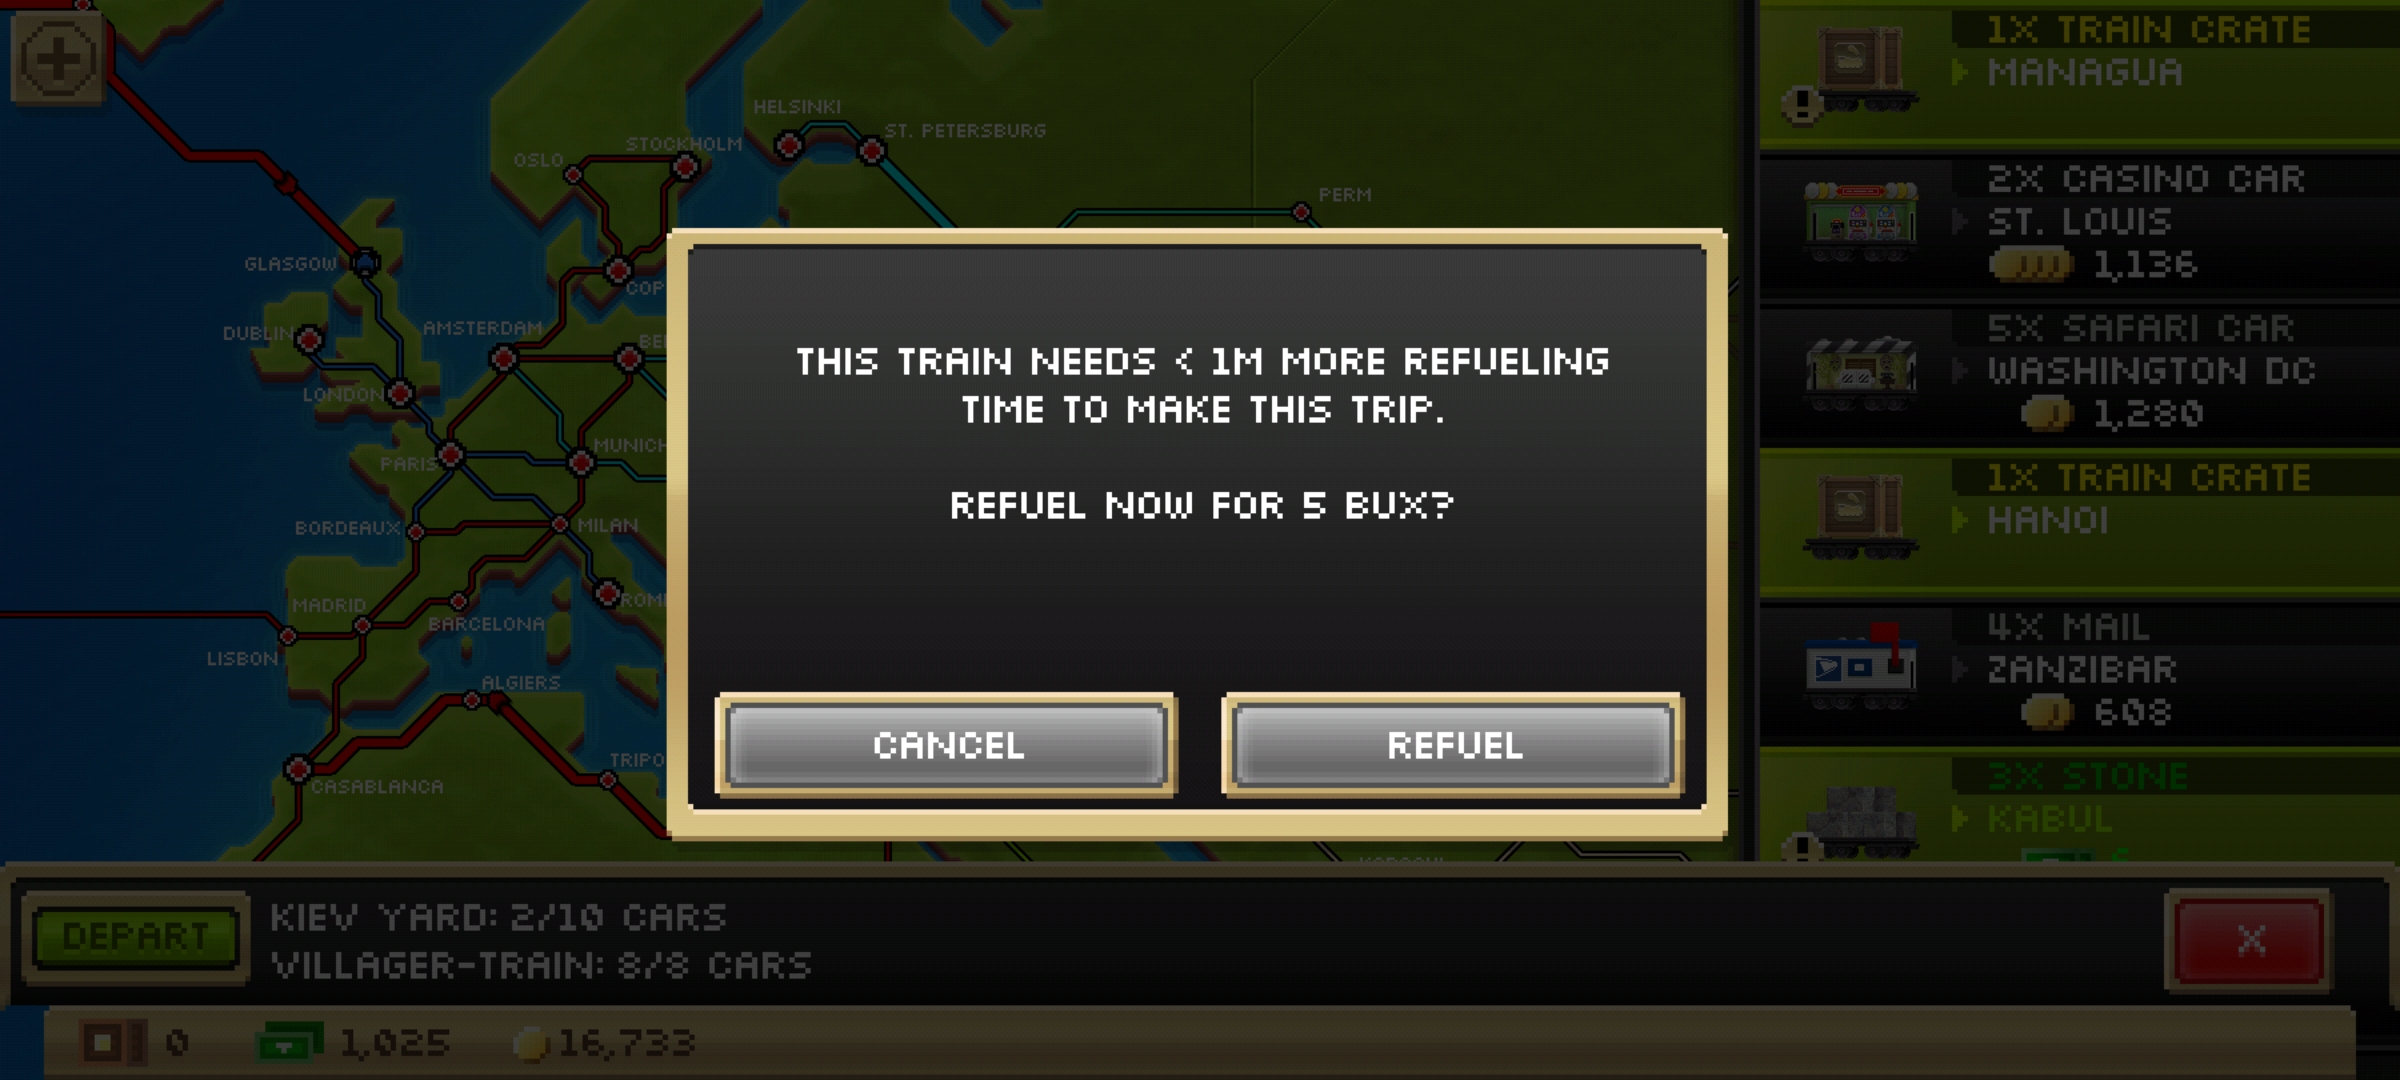 HELSINKI
ST. PETERSBURG
STOCKHOLM
OSLO
PERM
GLASGOW
COP
DUBLIN
AMSTERDAM
BE
LONDON
MUNICH
PARIS
BORDEAUX
MILAN
MADRID
ROM
BARCELONA
LISBON
ALGIERS
TRIPO
CASABLANCA
THIS TRAIN NEEDS < 1M MORE REFUELING
TIME TO MAKE THIS TRIP.
REFUEL NOW FOR 5 BUX?
CANCEL
REFUEL
1X TRAIN CRATE
MANAGUA
2X CASINO CAR
ST. LOUIS
1,136
5X SAFARI CAR
WASHINGTON DC
1,280
1X TRAIN CRATE
HANOI
4X MAIL
ZANZIBAR
608
3X STONE
KABUL
DEPART
KIEV YARD: 2/10 CARS
VILLAGER-TRAIN: 8/8 CARS
X
0
1,025
16,733